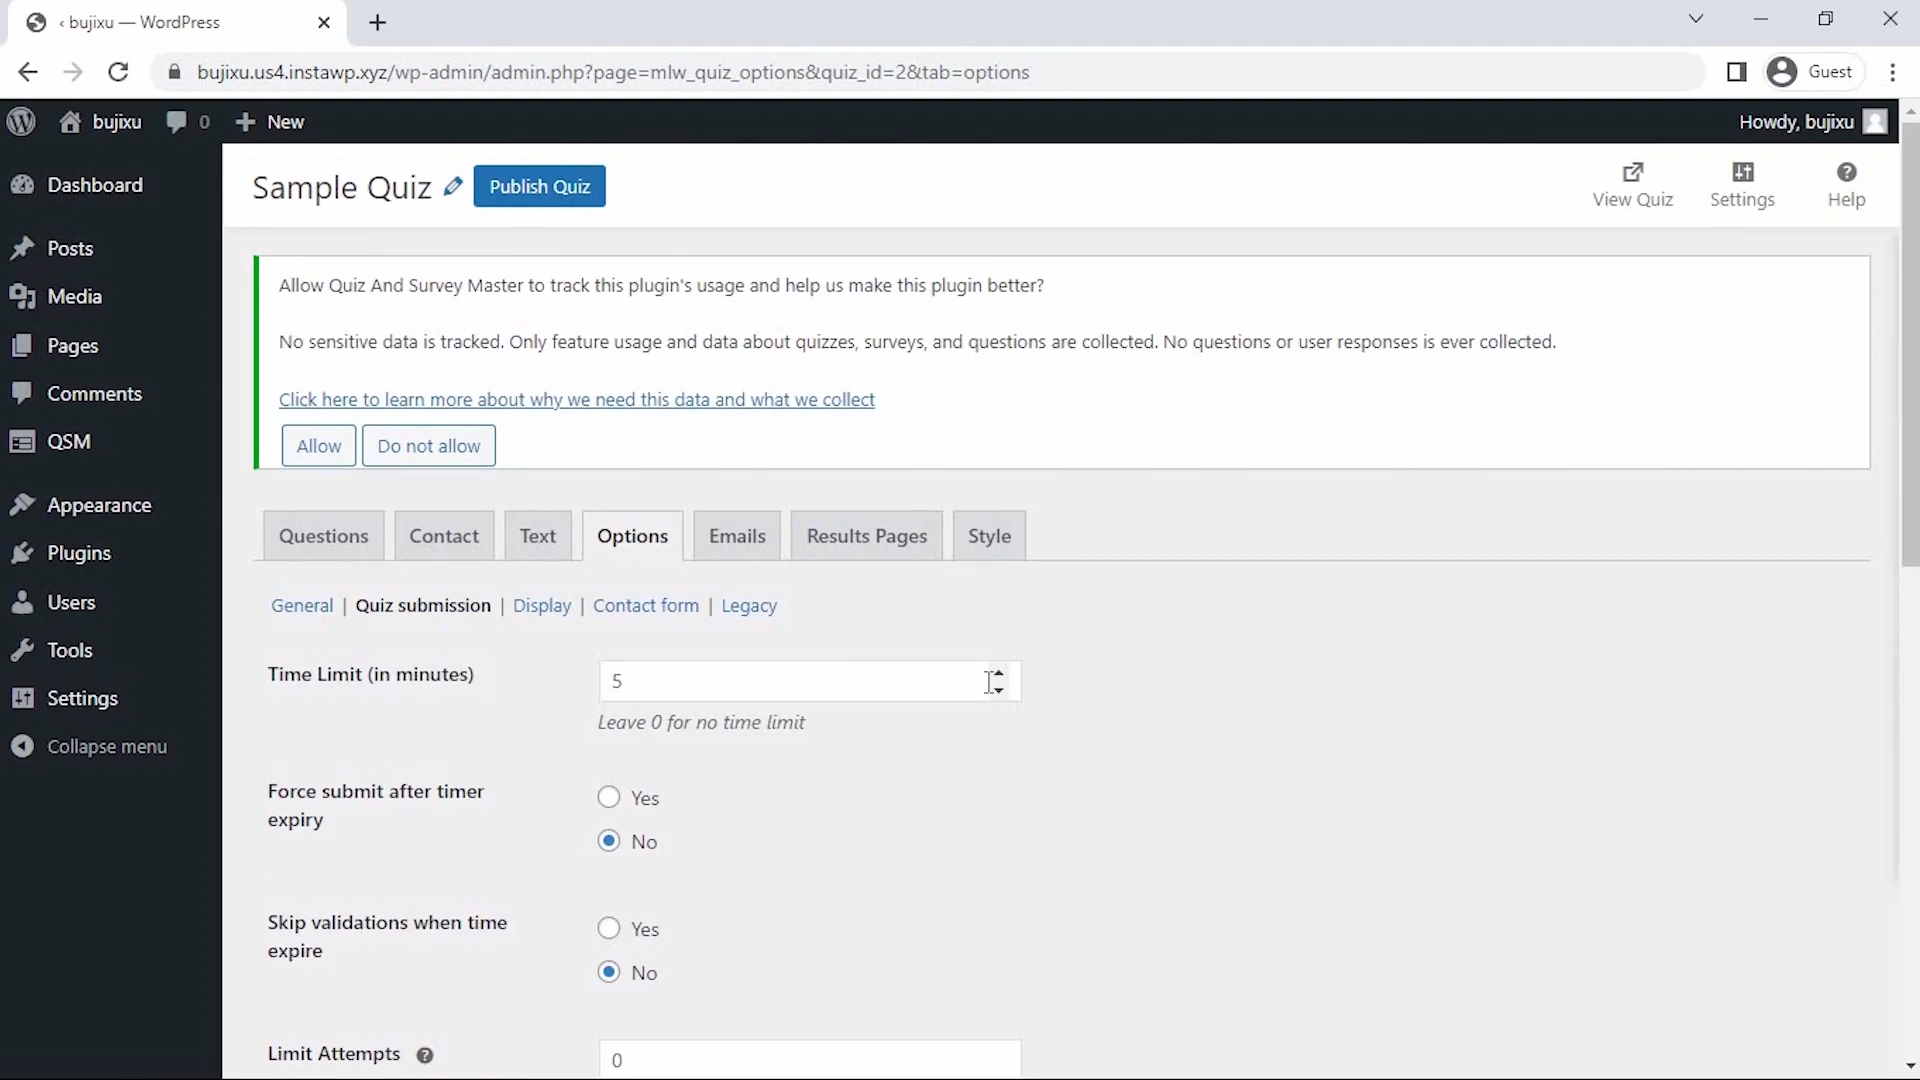 ‹ bujixu — WordPress
bujixu.us4.instawp.xyz/wp-admin/admin.php?page=mlw_quiz_options&quiz_id=2&tab=options
Guest
bujixu 0 New
Howdy, bujixu
Dashboard
Posts
Media
Pages
Comments
QSM
Appearance
Plugins
Users
Tools
Settings
Collapse menu
Sample Quiz
Publish Quiz
View Quiz
Settings
Help
Allow Quiz And Survey Master to track this plugin's usage and help us make this plugin better?
No sensitive data is tracked. Only feature usage and data about quizzes, surveys, and questions are collected. No questions or user responses is ever collected.
Click here to learn more about why we need this data and what we collect
Allow
Do not allow
Questions
Contact
Text
Options
Emails
Results Pages
Style
General | Quiz submission | Display | Contact form | Legacy
Time Limit (in minutes)
5
Leave 0 for no time limit
Force submit after timer
expiry
Yes
No
Skip validations when time
expire
Yes
No
Limit Attempts ?
0